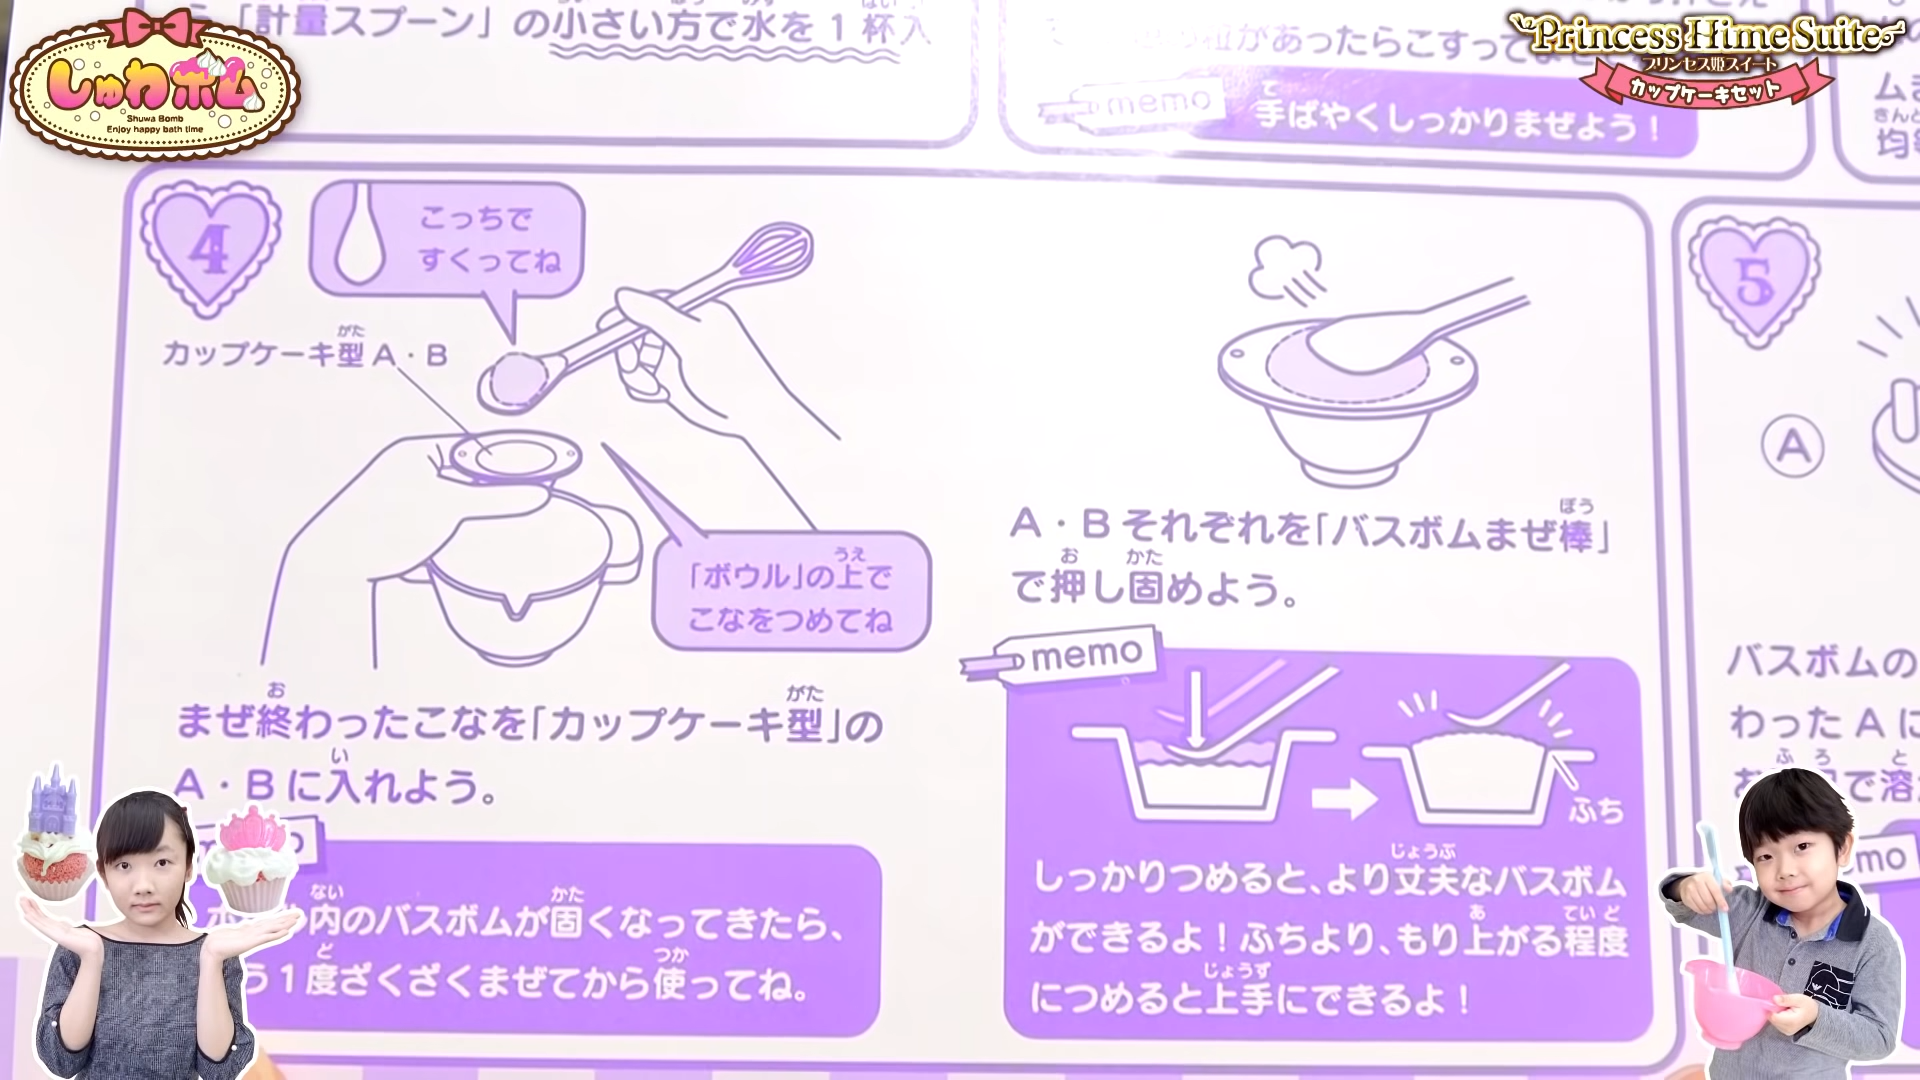 しゅわボム
Shuwa Bomb
Enjoy happy bath time
Princess Hime Suite
プリンセス姫スイート
カップケーキセット
「計量スプーン」の小さい方で水を1杯入
があったらこすって
memo
手ばやくしっかりまぜよう!
均
4
こっちで
すくってね
カップケーキ型A・B
「ボウル」の上で
こなをつめてね
まぜ終わったこなを「カップケーキ型」の
A・Bに入れよう。
内のバスボムが固くなってきたら、
う1度ざくざくまぜてから使ってね。
A・Bそれぞれを「バスボムまぜ棒」
で押し固めよう。
memo
ふち
しっかりつめると、より丈夫なバスボム
ができるよ!ふちより、もり上がる程度
につめると上手にできるよ!
5
A
バスボムの
わったAに
で溶